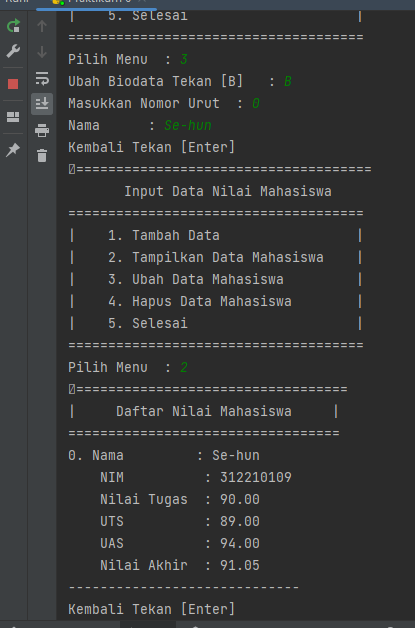 |    5. Selesai                     |
=====================================
Pilih Menu  : 3
Ubah Biodata Tekan [B]   : B
Masukkan Nomor Urut  : 0
Nama      : Se-hun
Kembali Tekan [Enter]
=====================================
       Input Data Nilai Mahasiswa
=====================================
|    1. Tambah Data                 |
|    2. Tampilkan Data Mahasiswa    |
|    3. Ubah Data Mahasiswa         |
|    4. Hapus Data Mahasiswa        |
|    5. Selesai                     |
=====================================
Pilih Menu  : 2
==================================
|     Daftar Nilai Mahasiswa     |
==================================
0. Nama         : Se-hun
    NIM          : 312210109
    Nilai Tugas  : 90.00
    UTS          : 89.00
    UAS          : 94.00
    Nilai Akhir  : 91.05
-----------------------------
Kembali Tekan [Enter]